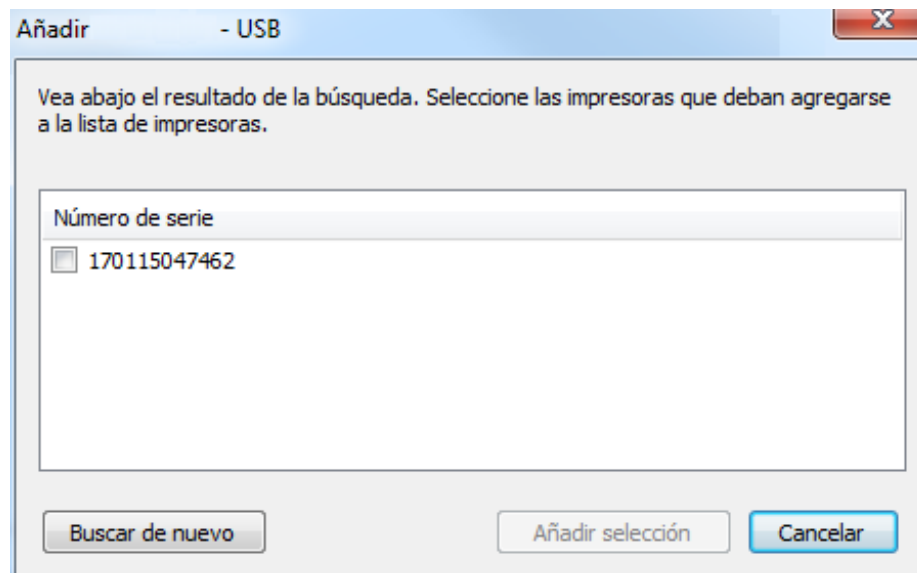 Añadir - USB
Vea abajo el resultado de la búsqueda. Seleccione las impresoras que deban agregarse
a la lista de impresoras.
Número de serie
170115047462
Buscar de nuevo
Añadir selección
Cancelar